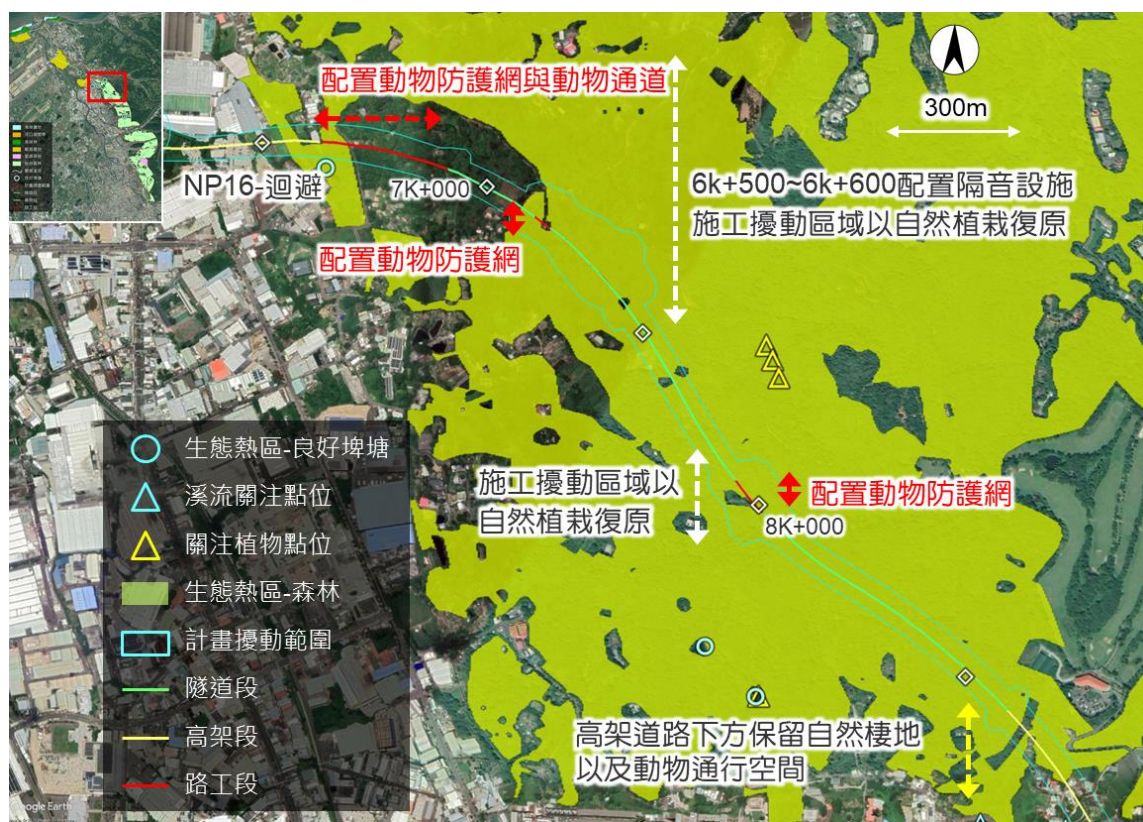 配置動物防護網與動物通道
300m
NP16-迴避
7K+000
6k+500~6k+600配置隔音設施
施工擾動區域以自然植栽復原
配置動物防護網
生態熱區-良好埤塘
溪流關注點位
關注植物點位
生態熱區-森林
計畫擾動範圍
隧道段
高架段
路工段
施工擾動區域以
自然植栽復原
配置動物防護網
8K+000
高架道路下方保留自然棲地
以及動物通行空間
Google Earth